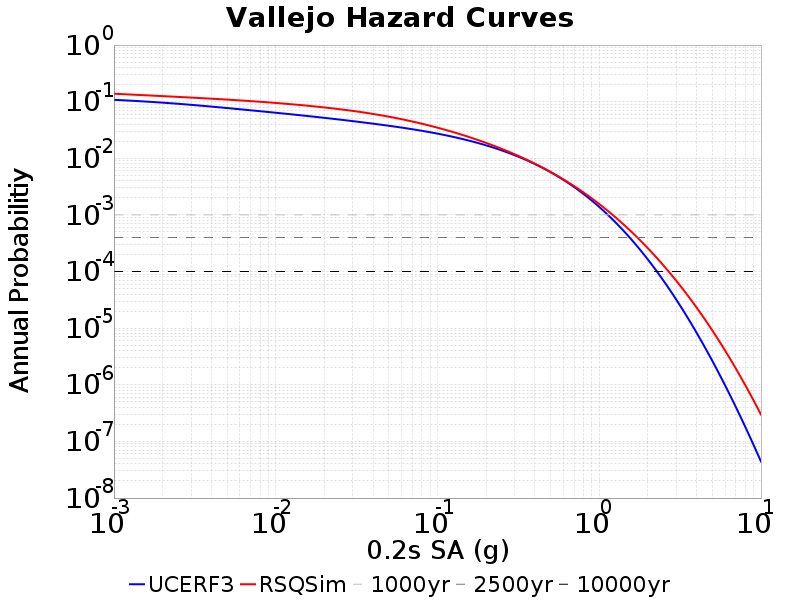 Vallejo Hazard Curves
10^0
10^-1
10^-2
10^-3
10^-4
10^-5
10^-6
10^-7
10^-8
Annual Probabilitiy
10^-3 10^-2 10^-1 10^0 10^1
0.2s SA (g)
UCERF3 RSQSim 1000yr 2500yr 10000yr